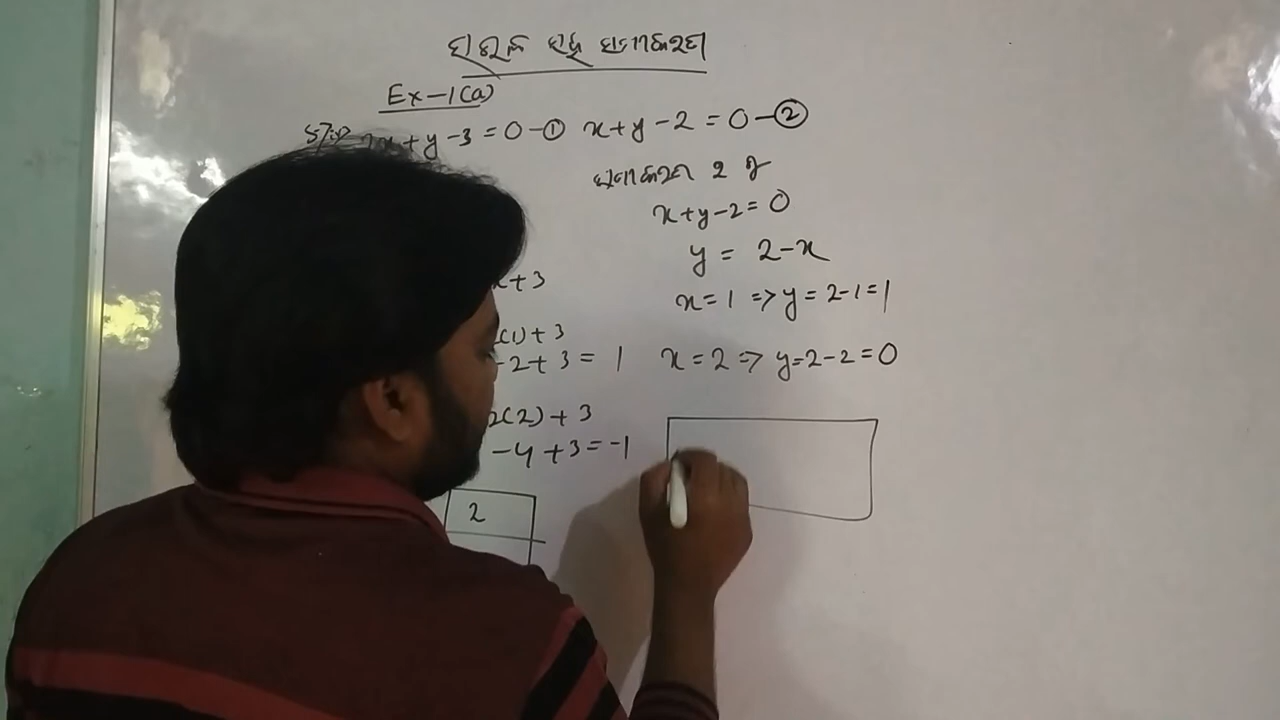 ସରଳ ସହ ସମୀକରଣ
Ex-1(a)
2x+y-3=0-① x+y-2=0-②
ସମୀକରଣ 2 ରୁ
x+y-2=0
y = 2-x
x+3
x=1 => y=2-1=1
(1)+3
-2+3 = 1
x=2 => y=2-2=0
2(2)+3
-4+3=-1
2